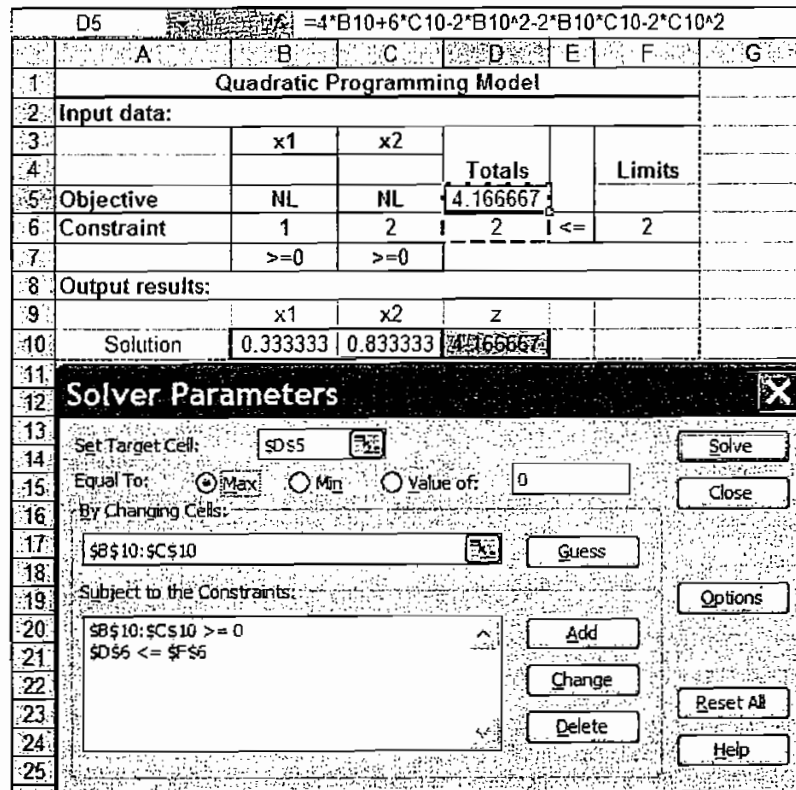 D5 =4*B10+6*C10-2*B10^2-2*B10*C10-2*C10^2
A B C D E F G
1 Quadratic Programming Model
2 Input data:
3 x1 x2
4 Totals Limits
5 Objective NL NL 4.166667
6 Constraint 1 2 2 <= 2
7 >=0 >=0
8 Output results:
9 x1 x2 z
10 Solution 0.333333 0.833333 4.166667
11
12 Solver Parameters
13 Set Target Cell: $D$5 Solve
14
15 Equal To: Max Min Value of: 0 Close
16 By Changing Cells:
17 $B$10:$C$10 Guess
18
19 Subject to the Constraints: Options
20 $B$10:$C$10 >= 0 Add
21 $D$6 <= $F$6
22 Change
23 Reset All
24 Delete
25 Help